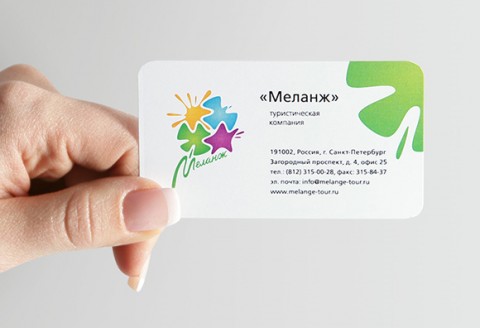 Меланж
«Меланж»
туристическая
компания
191002, Россия, г. Санкт-Петербург
Загородный проспект, д. 4, офис 25
тел.: (812) 315-00-28, факс: 315-84-37
эл. почта: info@melange-tour.ru
www.melange-tour.ru